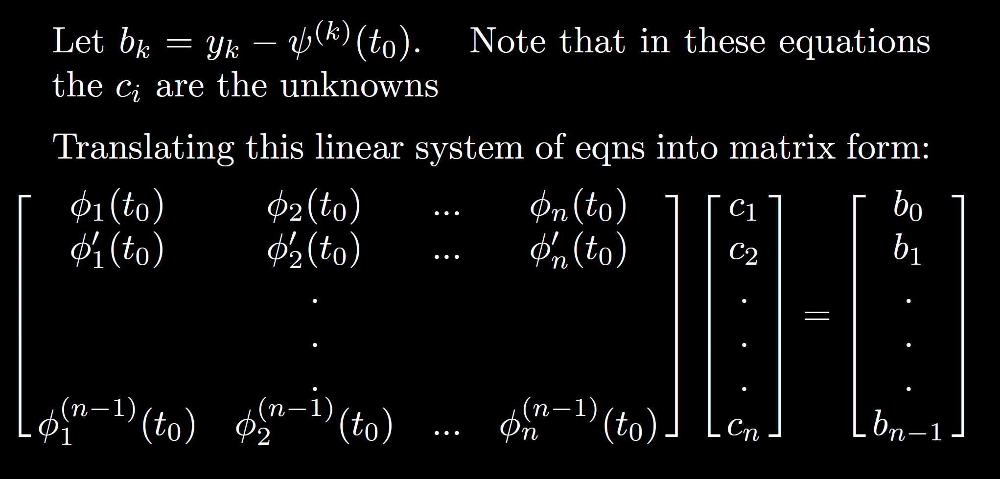 Let $b_k = y_k - \psi^{(k)}(t_0)$. Note that in these equations
the $c_i$ are the unknowns
Translating this linear system of eqns into matrix form:
$\begin{bmatrix} \phi_1(t_0) & \phi_2(t_0) & ... & \phi_n(t_0) \\ \phi_1'(t_0) & \phi_2'(t_0) & ... & \phi_n'(t_0) \\ & . & & \\ & . & & \\ & . & & \\ \phi_1^{(n-1)}(t_0) & \phi_2^{(n-1)}(t_0) & ... & \phi_n^{(n-1)}(t_0) \end{bmatrix} \begin{bmatrix} c_1 \\ c_2 \\ . \\ . \\ . \\ c_n \end{bmatrix} = \begin{bmatrix} b_0 \\ b_1 \\ . \\ . \\ . \\ b_{n-1} \end{bmatrix}$